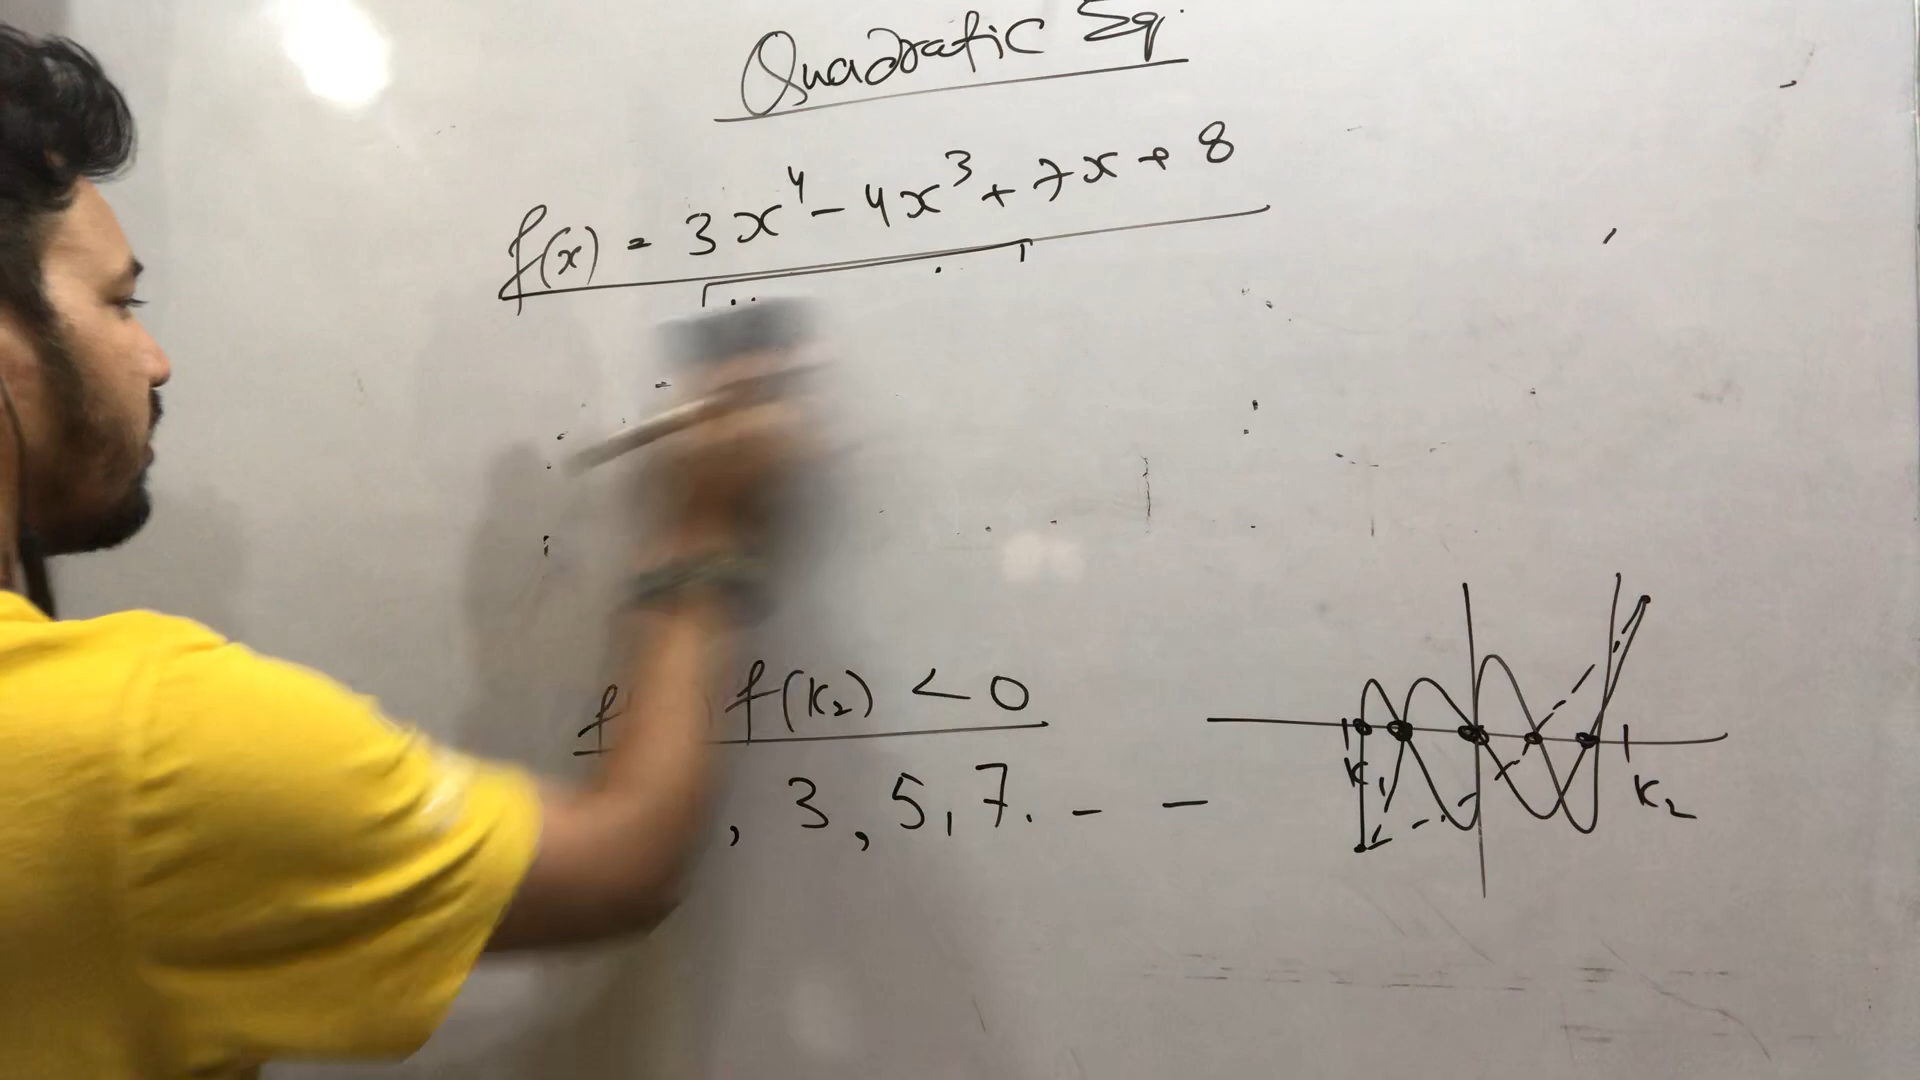 Quadratic Eq.
f(x) = 3x⁴ - 4x³ + 7x + 8
f( ) f(k₂) < 0
, 3, 5, 7. - -
k₁
k₂